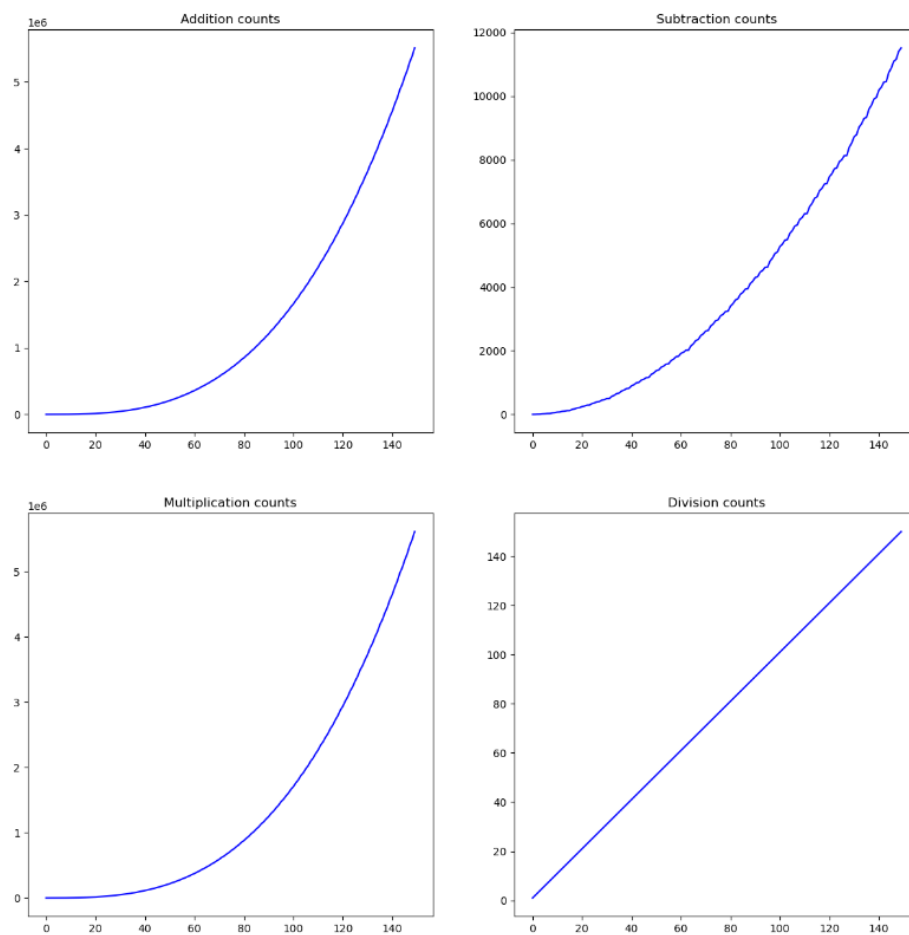 Addition counts
1e6
5
4
3
2
1
0
0 20 40 60 80 100 120 140
Subtraction counts
12000
10000
8000
6000
4000
2000
0
0 20 40 60 80 100 120 140
Multiplication counts
1e6
5
4
3
2
1
0
0 20 40 60 80 100 120 140
Division counts
140
120
100
80
60
40
20
0
0 20 40 60 80 100 120 140